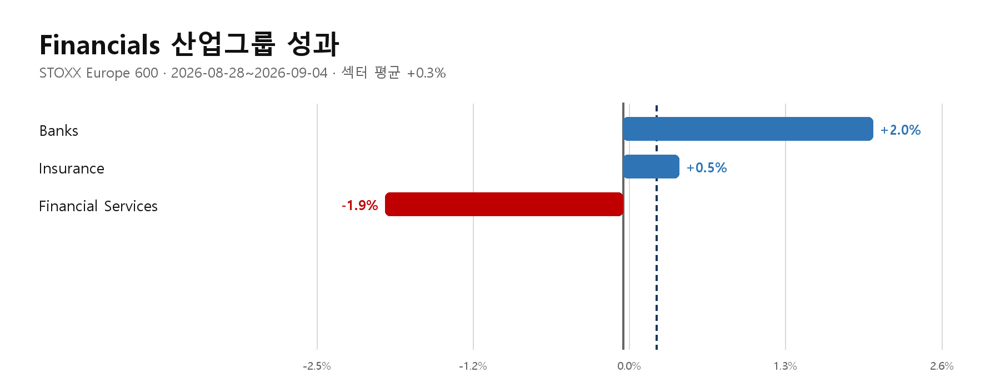 Financials 산업그룹 성과
STOXX Europe 600 · 2026-08-28~2026-09-04 · 섹터 평균 +0.3%
Banks
+2.0%
Insurance
+0.5%
Financial Services
-1.9%
-2.5%
-1.2%
0.0%
1.3%
2.6%